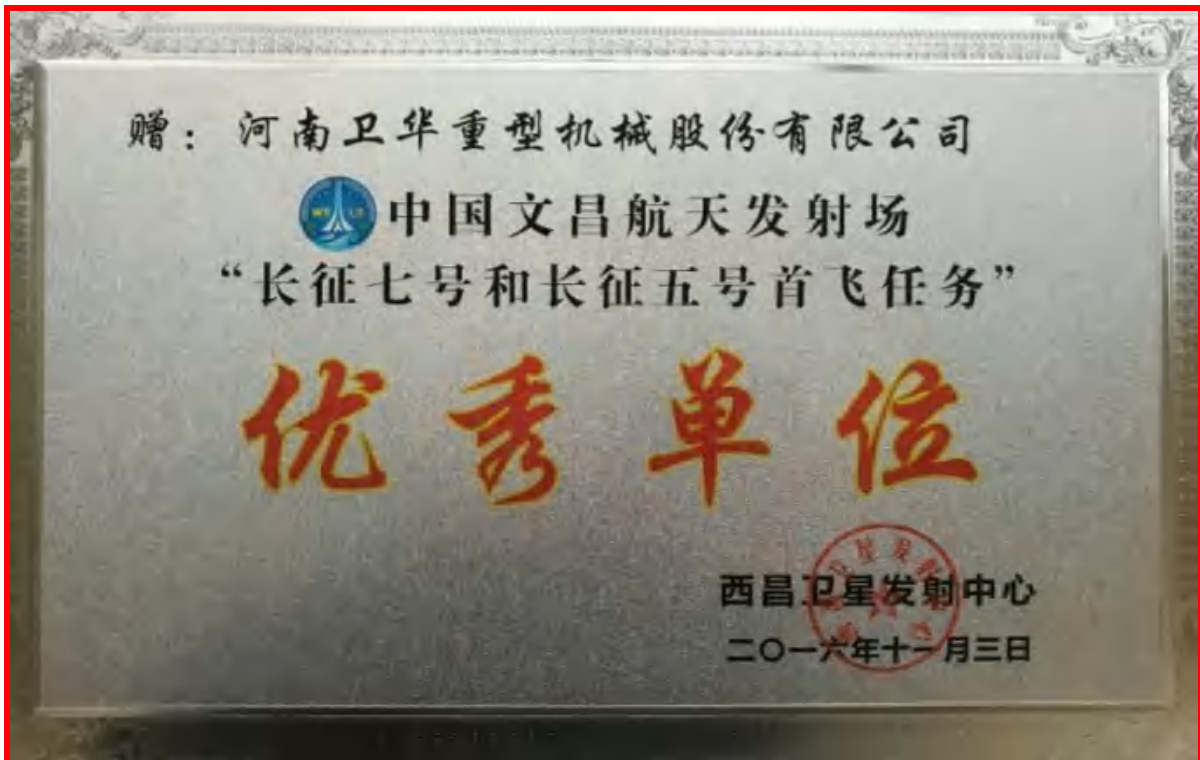 赠：河南卫华重型机械股份有限公司
中国文昌航天发射场
“长征七号和长征五号首飞任务”
优秀单位
西昌卫星发射中心
二〇一六年十一月三日